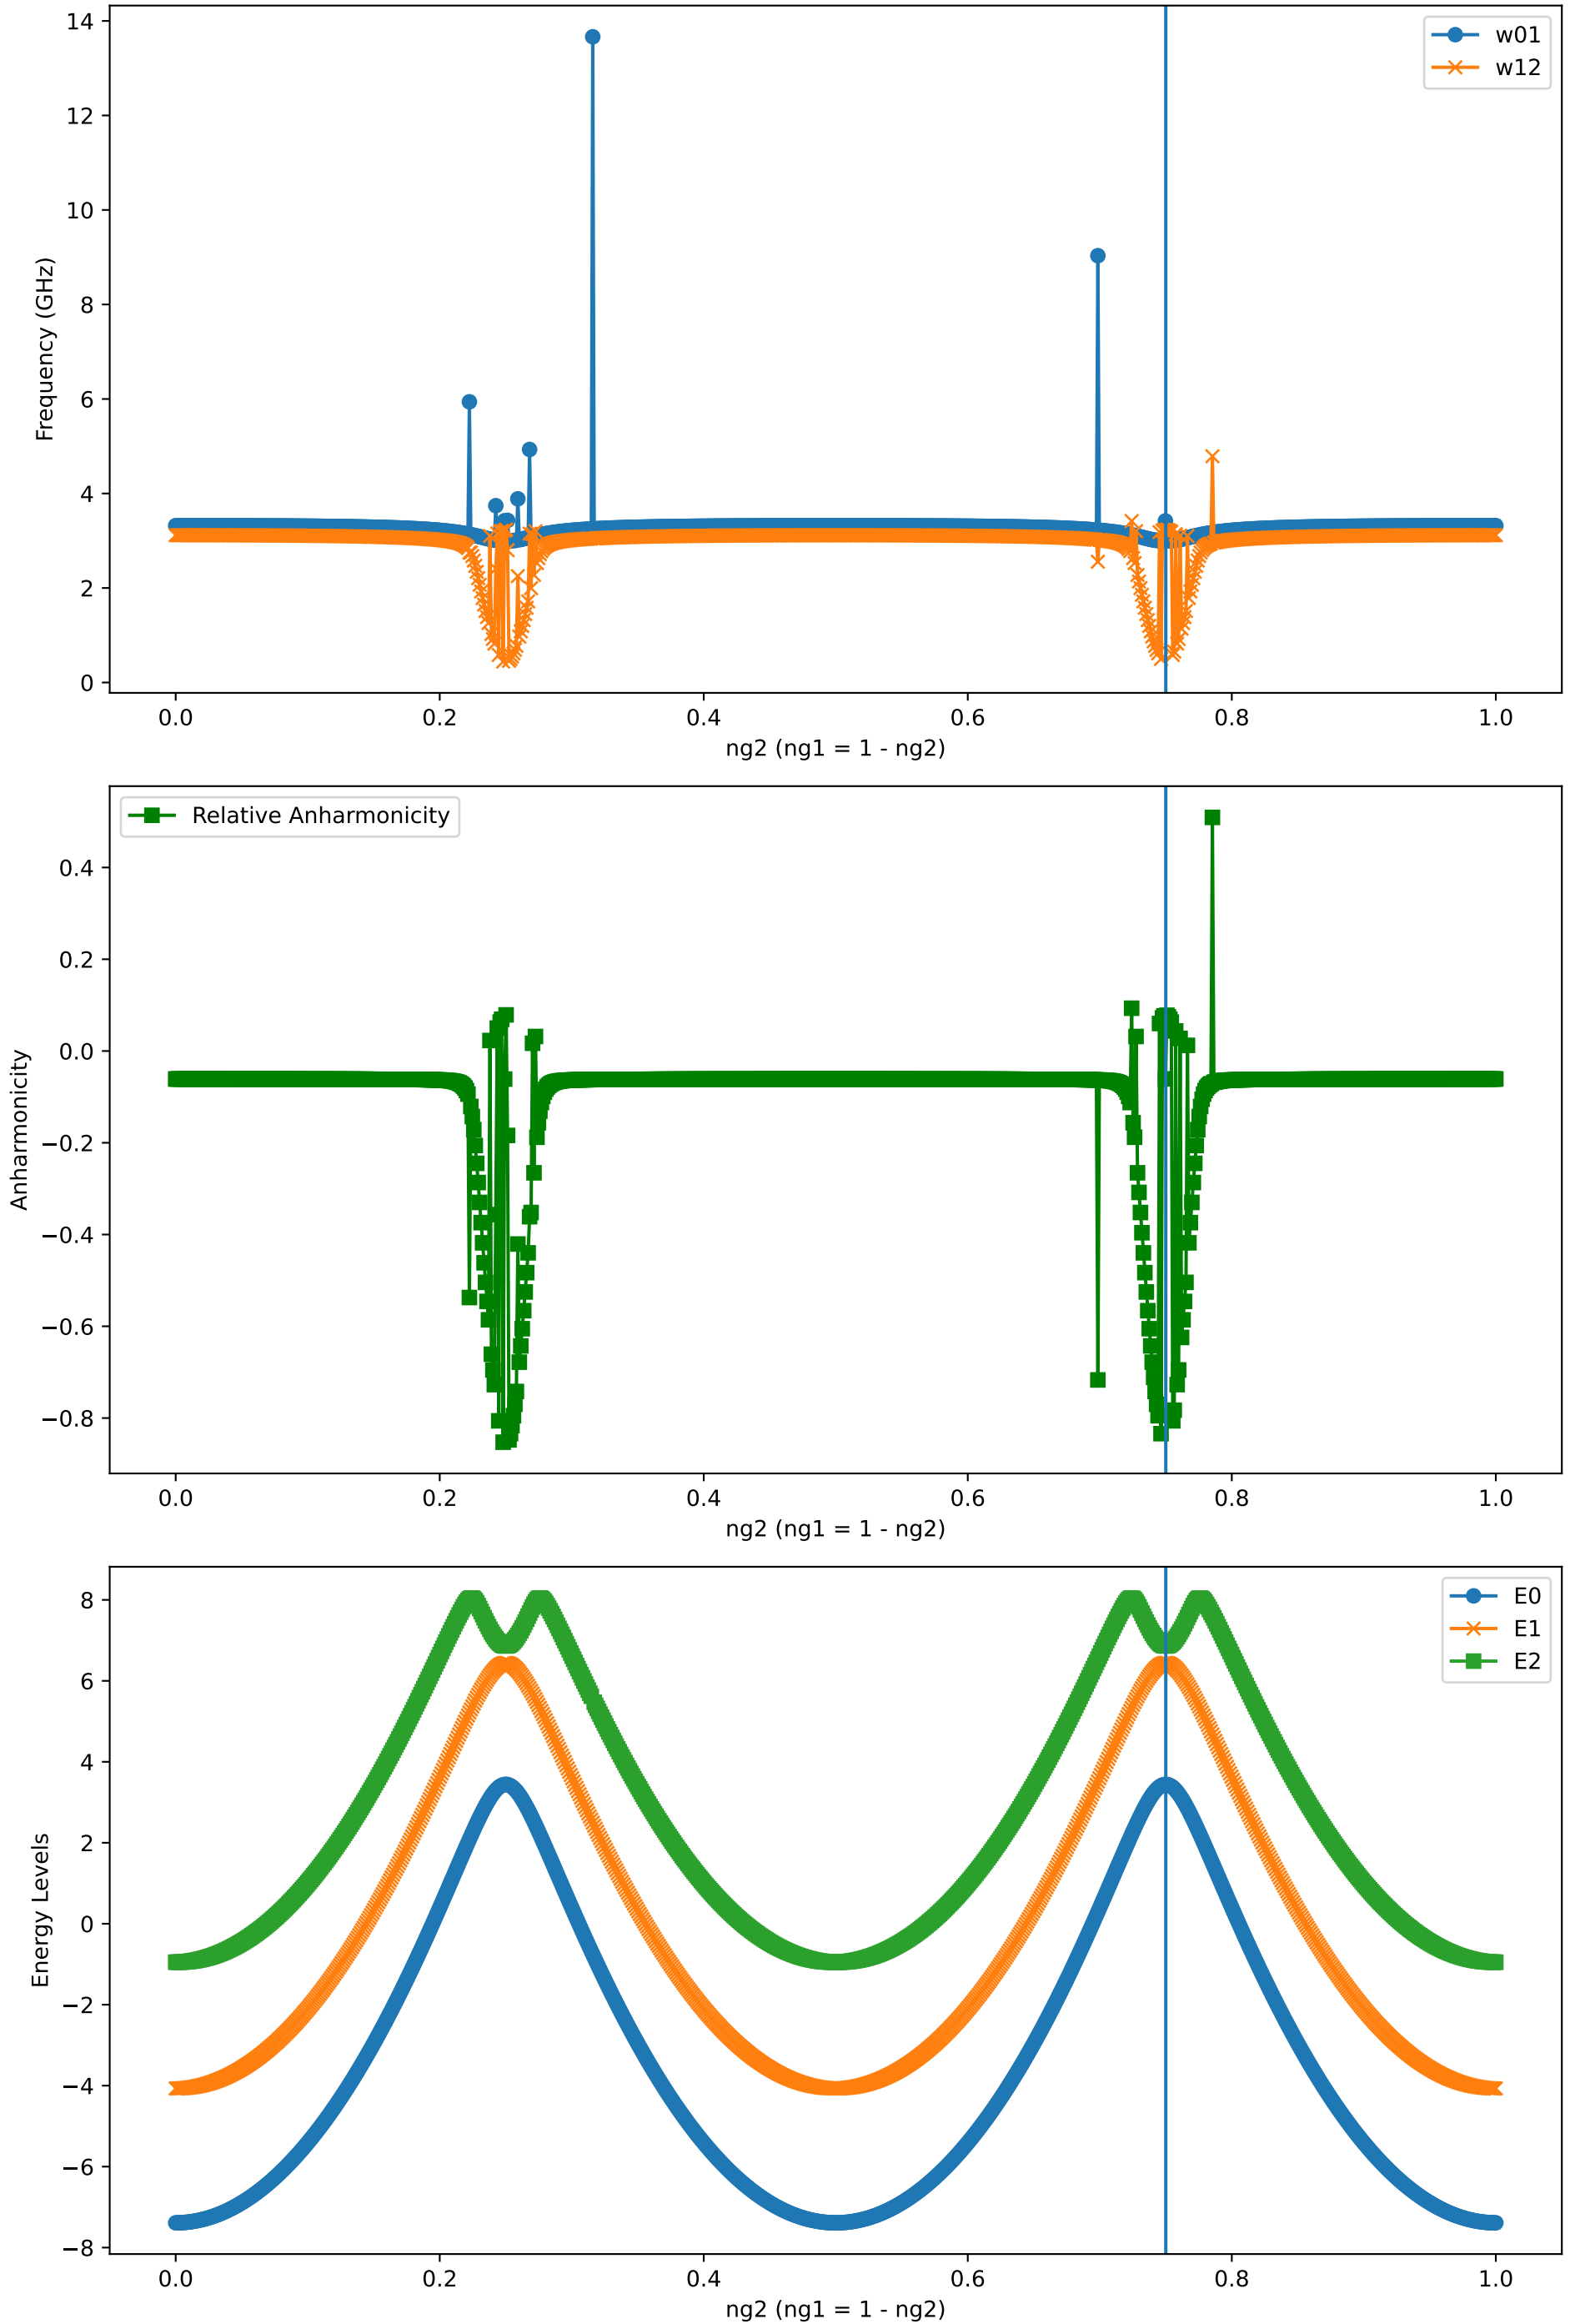 14
12
10
8
6
4
2
0
Frequency (GHz)
w01
w12
0.0 0.2 0.4 0.6 0.8 1.0
ng2 (ng1 = 1 - ng2)
Relative Anharmonicity
0.4
0.2
0.0
−0.2
−0.4
−0.6
−0.8
Anharmonicity
0.0 0.2 0.4 0.6 0.8 1.0
ng2 (ng1 = 1 - ng2)
8
6
4
2
0
−2
−4
−6
−8
Energy Levels
E0
E1
E2
0.0 0.2 0.4 0.6 0.8 1.0
ng2 (ng1 = 1 - ng2)